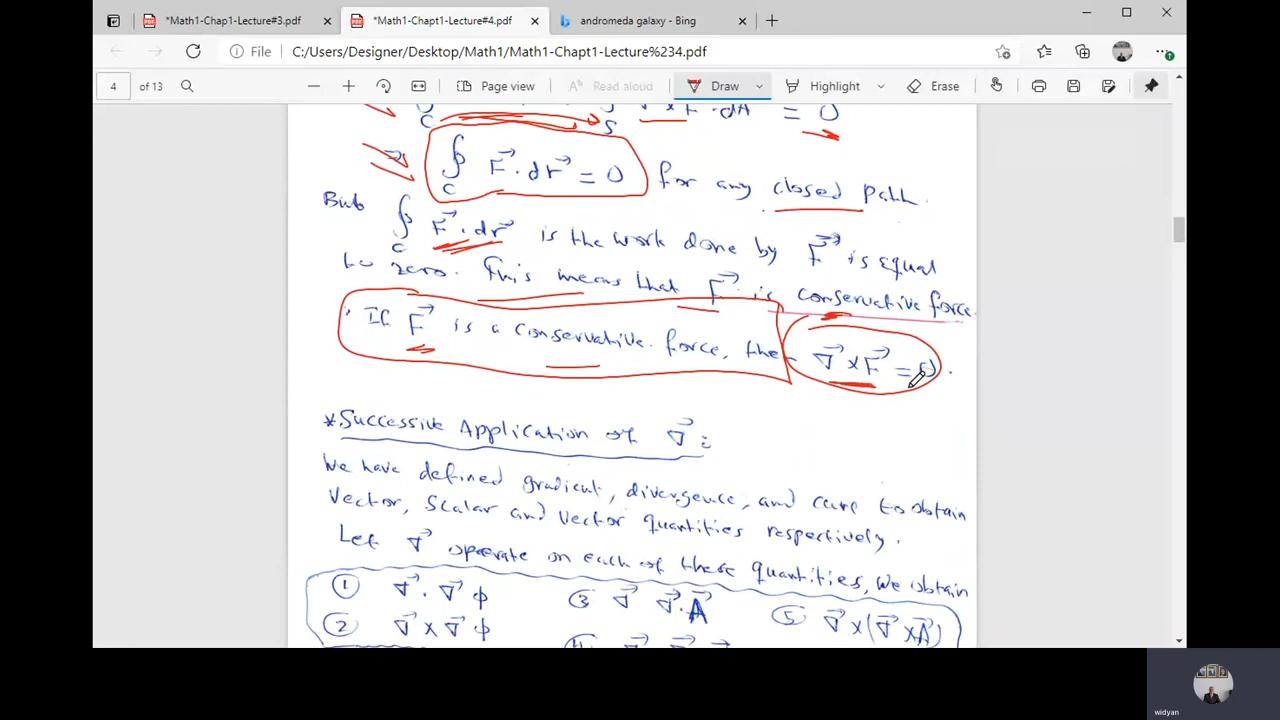 *Math1-Chap1-Lecture#3.pdf
*Math1-Chapt1-Lecture#4.pdf
andromeda galaxy - Bing
File C:/Users/Designer/Desktop/Math1/Math1-Chapt1-Lecture%234.pdf
4 of 13 Page view Read aloud Draw Highlight Erase
∮_C F⃗·dr⃗ = 0 for any closed path.
But ∮_C F⃗·dr⃗ is the work done by F⃗ is equal
to zero. This means that F⃗ is conservative force.
If F⃗ is a conservative force, then ∇⃗×F⃗ = 0.
*Successive Application of ∇⃗:
We have defined gradient, divergence, and curl to obtain
Vector, Scalar and vector quantities respectively.
Let ∇⃗ operate on each of these quantities, we obtain
① ∇⃗·∇⃗φ ③ ∇⃗ ∇⃗·A⃗ ⑤ ∇⃗×(∇⃗×A⃗)
② ∇⃗×∇⃗φ
widyan